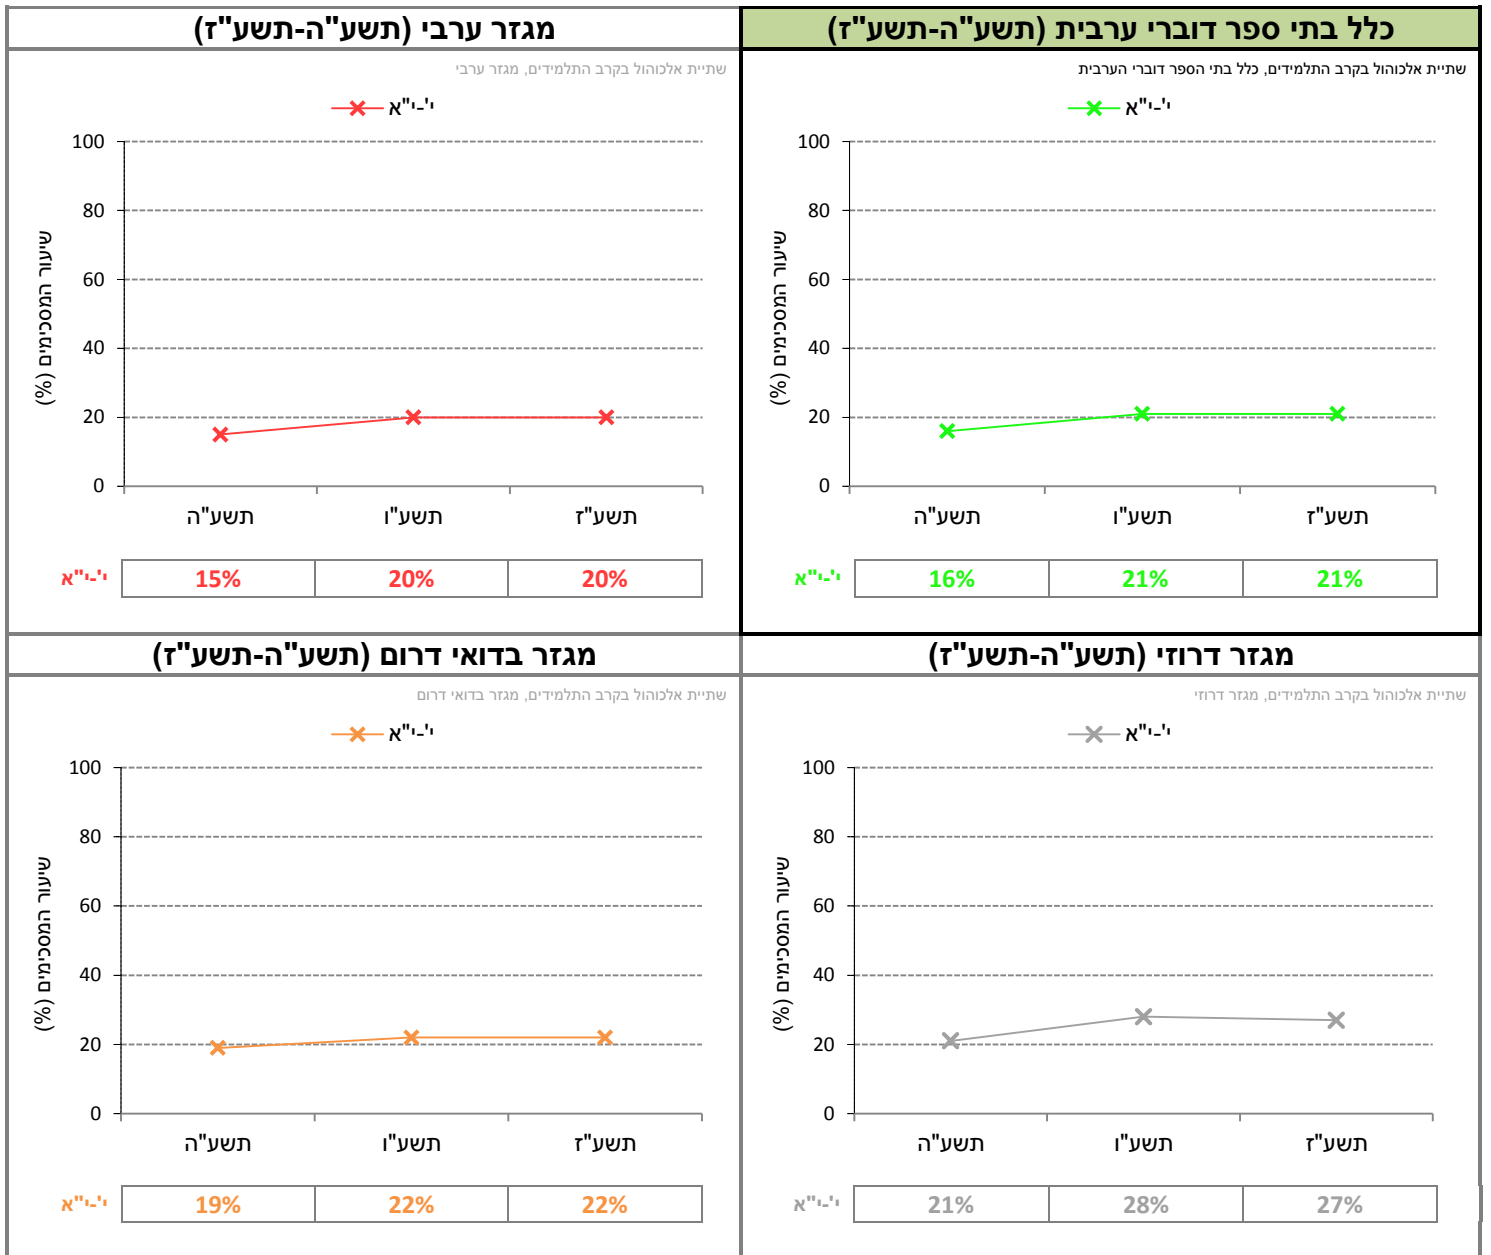 כלל בתי ספר דוברי ערבית (תשע"ה-תשע"ז)
שתיית אלכוהול בקרב התלמידים, כלל בתי הספר דוברי הערבית
י'-י"א
שיעור המסכימים (%)
100
80
60
40
20
0
תשע"ה תשע"ו תשע"ז
י'-י"א 16% 21% 21%
מגזר ערבי (תשע"ה-תשע"ז)
שתיית אלכוהול בקרב התלמידים, מגזר ערבי
י'-י"א
שיעור המסכימים (%)
100
80
60
40
20
0
תשע"ה תשע"ו תשע"ז
י'-י"א 15% 20% 20%
מגזר דרוזי (תשע"ה-תשע"ז)
שתיית אלכוהול בקרב התלמידים, מגזר דרוזי
י'-י"א
שיעור המסכימים (%)
100
80
60
40
20
0
תשע"ה תשע"ו תשע"ז
י'-י"א 21% 28% 27%
מגזר בדואי דרום (תשע"ה-תשע"ז)
שתיית אלכוהול בקרב התלמידים, מגזר בדואי דרום
י'-י"א
שיעור המסכימים (%)
100
80
60
40
20
0
תשע"ה תשע"ו תשע"ז
י'-י"א 19% 22% 22%